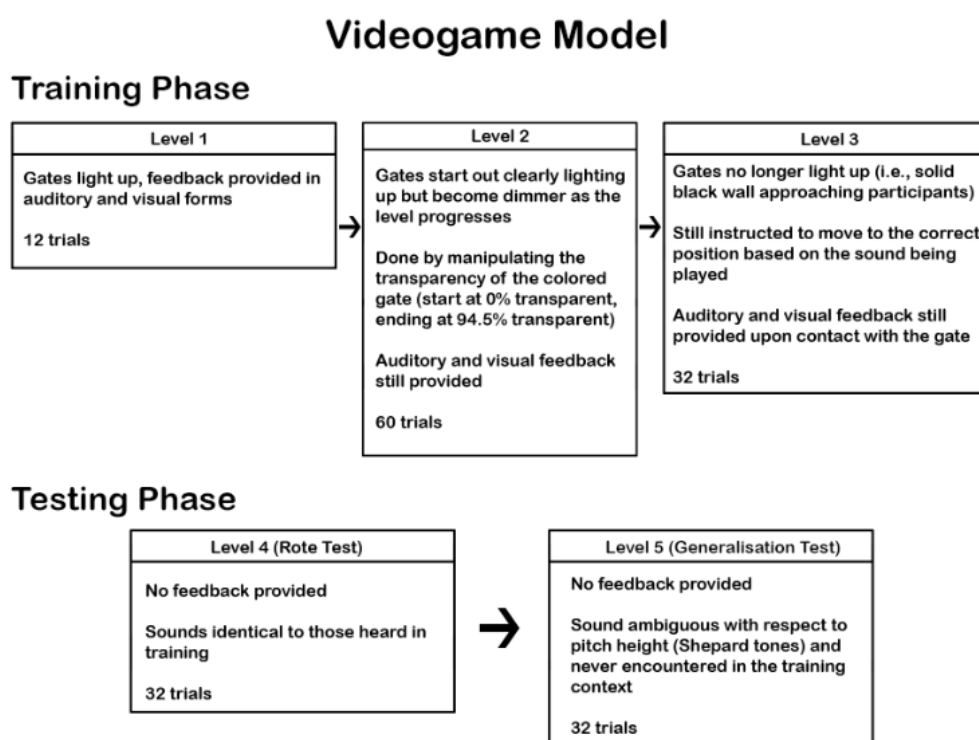 Videogame Model
Training Phase
Level 1
Gates light up, feedback provided in
auditory and visual forms
12 trials
Level 2
Gates start out clearly lighting
up but become dimmer as the
level progresses
Done by manipulating the
transparency of the colored
gate (start at 0% transparent,
ending at 94.5% transparent)
Auditory and visual feedback
still provided
60 trials
Level 3
Gates no longer light up (i.e., solid
black wall approaching participants)
Still instructed to move to the correct
position based on the sound being
played
Auditory and visual feedback still
provided upon contact with the gate
32 trials
Testing Phase
Level 4 (Rote Test)
No feedback provided
Sounds identical to those heard in
training
32 trials
Level 5 (Generalisation Test)
No feedback provided
Sound ambiguous with respect to
pitch height (Shepard tones) and
never encountered in the training
context
32 trials